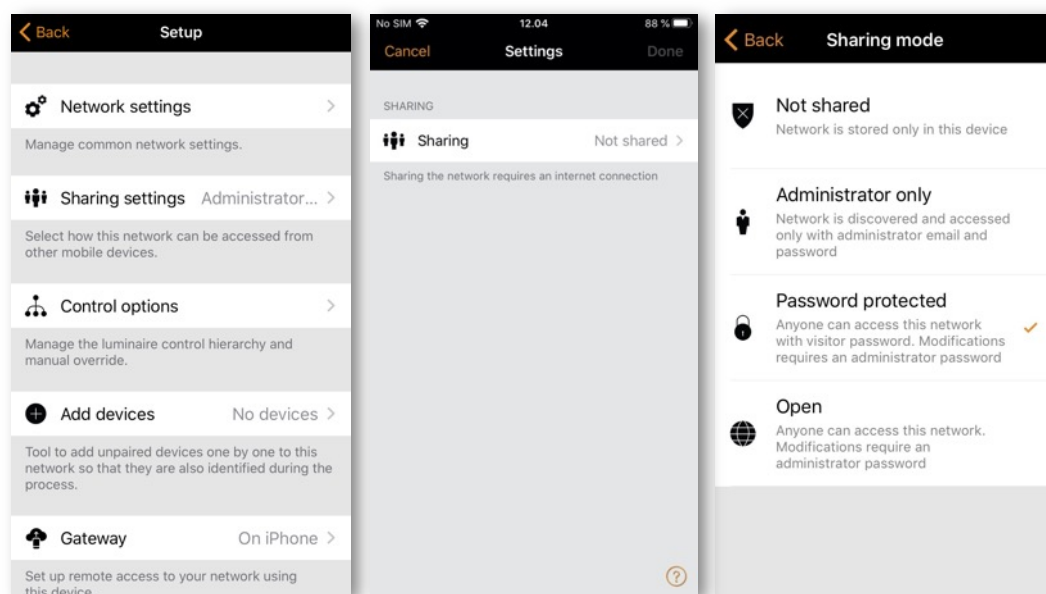 Back
Setup
Network settings
Manage common network settings.
Sharing settings Administrator...
Select how this network can be accessed from
other mobile devices.
Control options
Manage the luminaire control hierarchy and
manual override.
Add devices No devices
Tool to add unpaired devices one by one to this
network so that they are also identified during the
process.
Gateway On iPhone
Set up remote access to your network using
this device
No SIM 12.04 88 %
Cancel Settings Done
SHARING
Sharing Not shared
Sharing the network requires an internet connection
?
Back Sharing mode
Not shared
Network is stored only in this device
Administrator only
Network is discovered and accessed
only with administrator email and
password
Password protected
Anyone can access this network
with visitor password. Modifications
requires an administrator password
Open
Anyone can access this network.
Modifications require an
administrator password